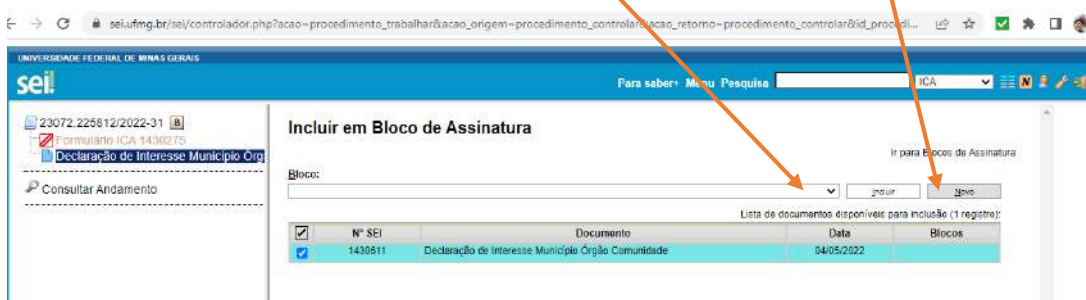 sei.ufmg.br/sei/controlador.php?acao=procedimento_trabalhar&acao_origem=procedimento_controlar&acao_retorno=procedimento_controlar&id_procedi...
UNIVERSIDADE FEDERAL DE MINAS GERAIS
sei!
Para saber+ Menu Pesquisa ICA
23072.225812/2022-31
Formulário ICA 1430275
Declaração de Interesse Município Órg
Consultar Andamento
Incluir em Bloco de Assinatura
Ir para Blocos de Assinatura
Bloco:
Incluir Novo
Lista de documentos disponíveis para inclusão (1 registro):
Nº SEI Documento Data Blocos
1430611 Declaração de Interesse Município Órgão Comunidade 04/05/2022